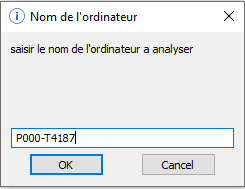 Nom de l'ordinateur
saisir le nom de l'ordinateur a analyser
P000-T4187
OK Cancel